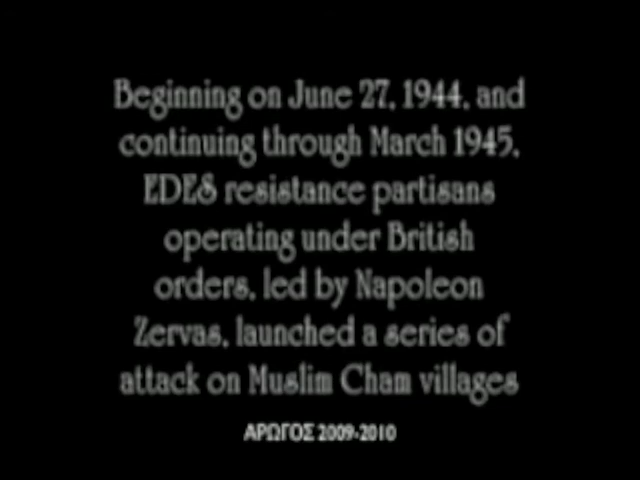 Beginning on June 27, 1944, and
continuing through March 1945,
EDES resistance partisans
operating under British
orders, led by Napoleon
Zervas, launched a series of
attack on Muslim Cham villages
ΑΡΩΓΟΣ 2009-2010